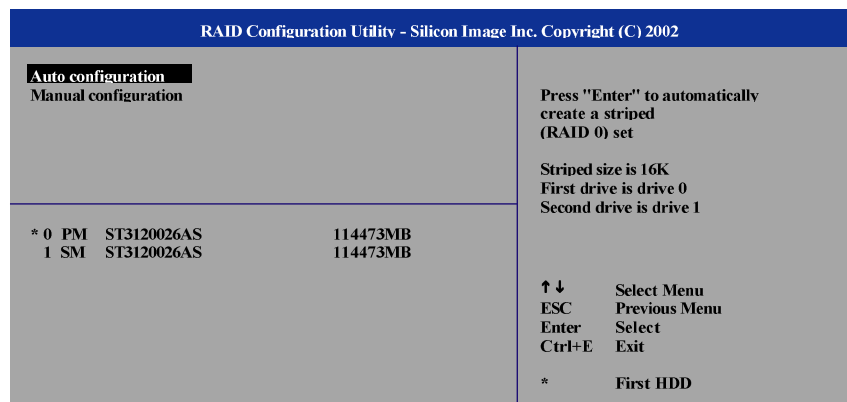 RAID Configuration Utility - Silicon Image Inc. Copyright (C) 2002
Auto configuration
Manual configuration
Press "Enter" to automatically
create a striped
(RAID 0) set
Striped size is 16K
First drive is drive 0
Second drive is drive 1
* 0 PM ST3120026AS 114473MB
1 SM ST3120026AS 114473MB
↑↓ Select Menu
ESC Previous Menu
Enter Select
Ctrl+E Exit
* First HDD